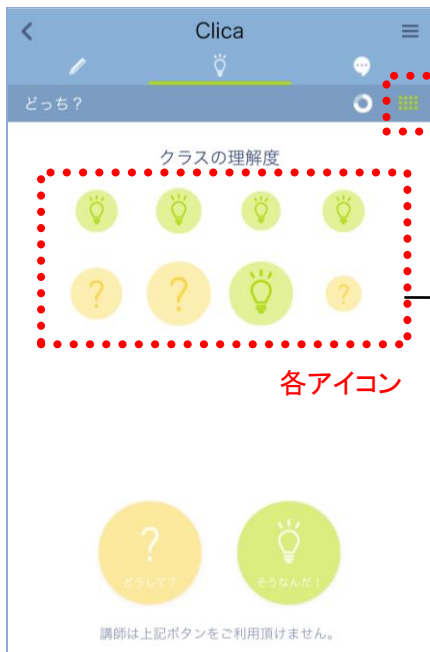 Clica
どっち？
クラスの理解度
?
?
?
各アイコン
?
どうして？
そうなんだ！
講師は上記ボタンをご利用頂けません。